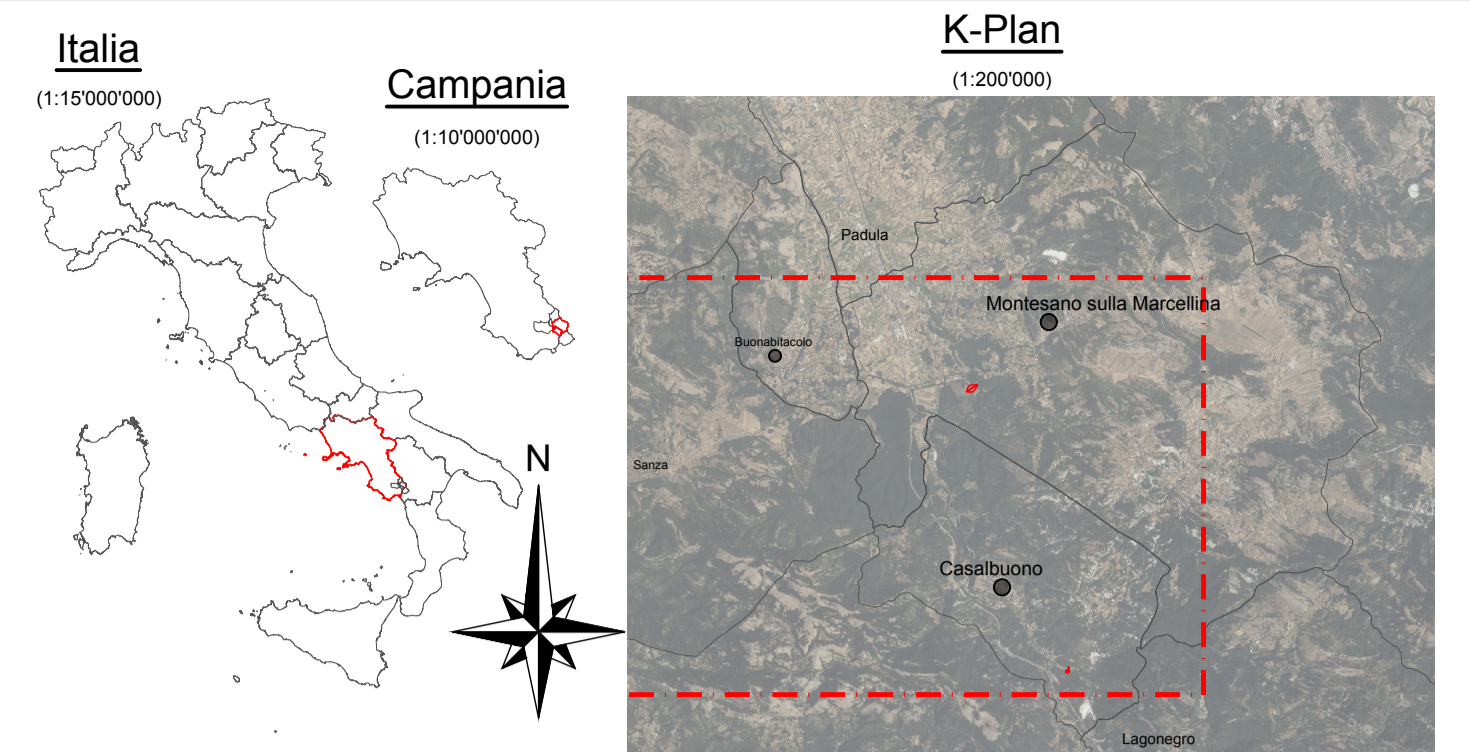 Italia
(1:15'000'000)
Campania
(1:10'000'000)
K-Plan
(1:200'000)
Padula
Montesano sulla Marcellina
Buonabitacolo
Sanza
N
Casalbuono
Lagonegro